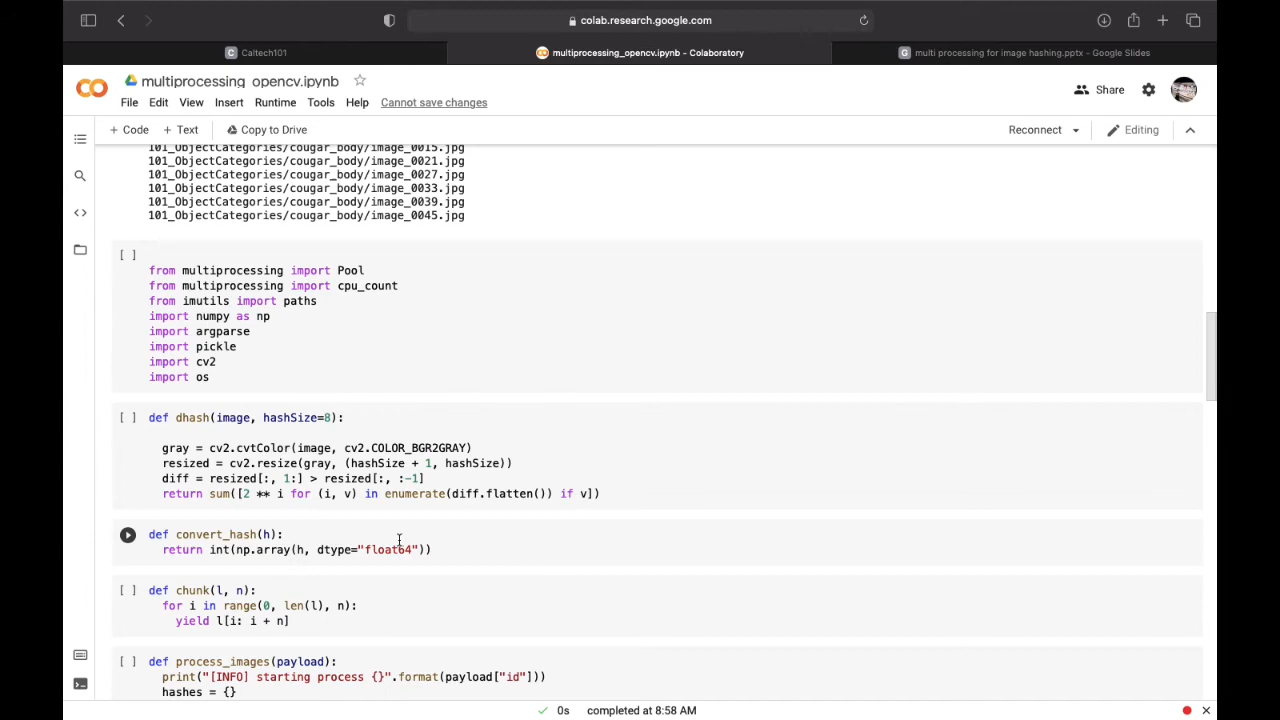 colab.research.google.com
C Caltech101
multiprocessing_opencv.ipynb - Colaboratory
G multi processing for image hashing.pptx - Google Slides
multiprocessing_opencv.ipynb
File Edit View Insert Runtime Tools Help Cannot save changes
Share
+ Code + Text Copy to Drive
Reconnect
Editing
101_ObjectCategories/cougar_body/image_0015.jpg
101_ObjectCategories/cougar_body/image_0021.jpg
101_ObjectCategories/cougar_body/image_0027.jpg
101_ObjectCategories/cougar_body/image_0033.jpg
101_ObjectCategories/cougar_body/image_0039.jpg
101_ObjectCategories/cougar_body/image_0045.jpg
[ ]
from multiprocessing import Pool
from multiprocessing import cpu_count
from imutils import paths
import numpy as np
import argparse
import pickle
import cv2
import os
[ ] def dhash(image, hashSize=8):
gray = cv2.cvtColor(image, cv2.COLOR_BGR2GRAY)
resized = cv2.resize(gray, (hashSize + 1, hashSize))
diff = resized[:, 1:] > resized[:, :-1]
return sum([2 ** i for (i, v) in enumerate(diff.flatten()) if v])
def convert_hash(h):
return int(np.array(h, dtype="float64"))
[ ] def chunk(l, n):
for i in range(0, len(l), n):
yield l[i: i + n]
[ ] def process_images(payload):
print("[INFO] starting process {}".format(payload["id"]))
hashes = {}
0s completed at 8:58 AM